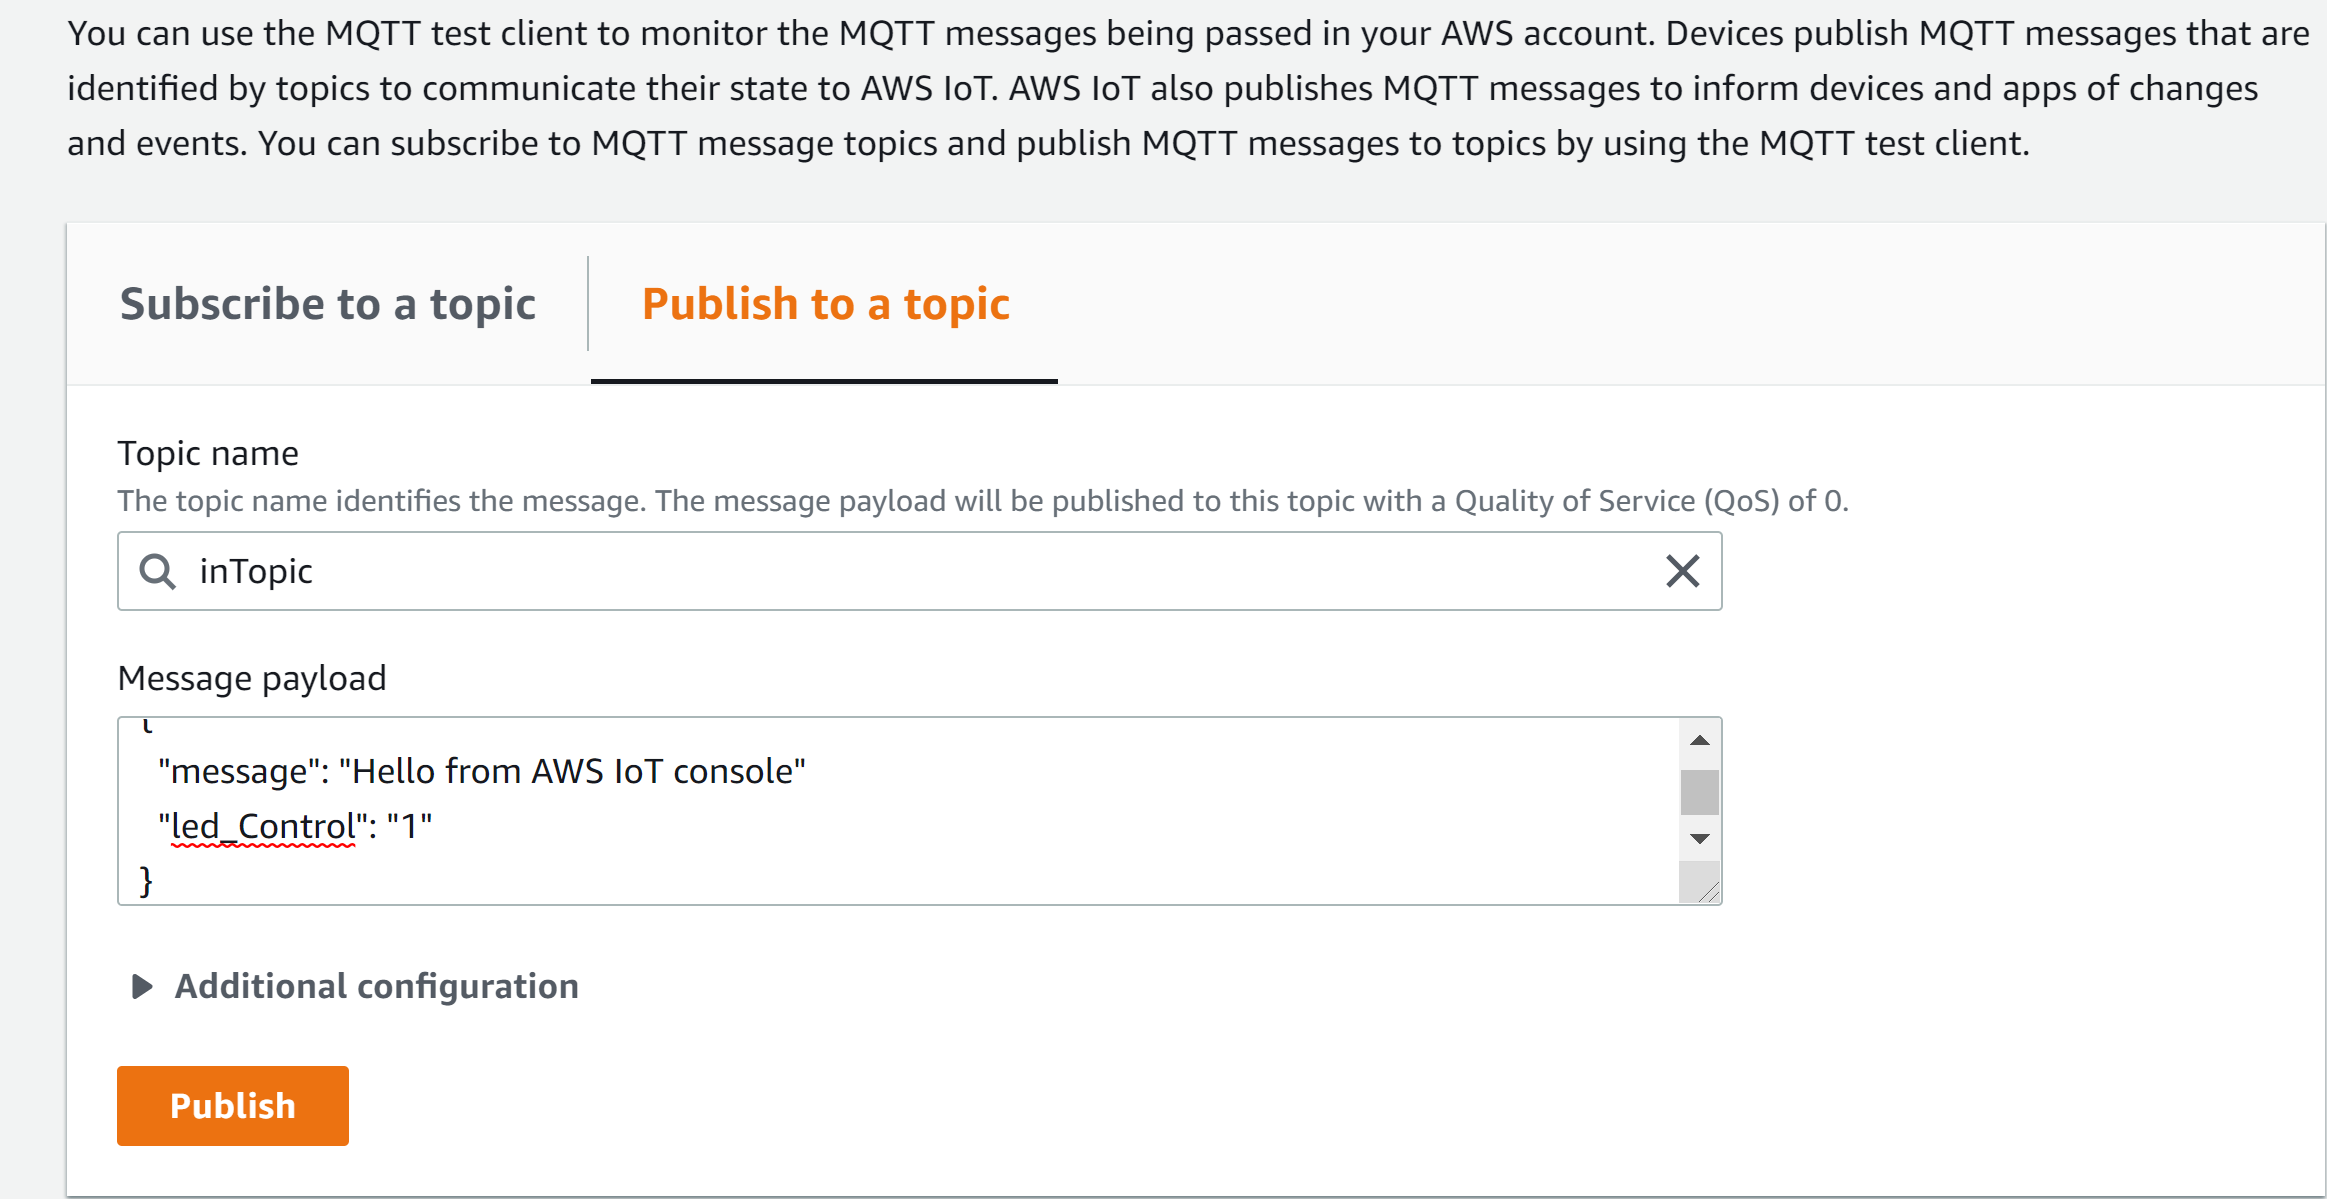 You can use the MQTT test client to monitor the MQTT messages being passed in your AWS account. Devices publish MQTT messages that are
identified by topics to communicate their state to AWS IoT. AWS IoT also publishes MQTT messages to inform devices and apps of changes
and events. You can subscribe to MQTT message topics and publish MQTT messages to topics by using the MQTT test client.
Subscribe to a topic
Publish to a topic
Topic name
The topic name identifies the message. The message payload will be published to this topic with a Quality of Service (QoS) of 0.
inTopic
Message payload
{
"message": "Hello from AWS IoT console"
"led_Control": "1"
}
Additional configuration
Publish